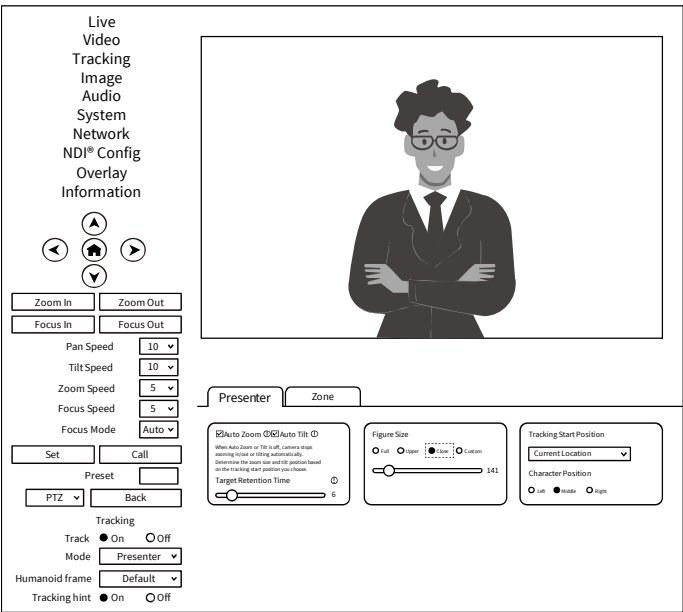 Live
Video
Tracking
Image
Audio
System
Network
NDI® Config
Overlay
Information
Zoom In Zoom Out
Focus In Focus Out
Pan Speed 10
Tilt Speed 10
Zoom Speed 5
Focus Speed 5
Focus Mode Auto
Set Call
Preset
PTZ Back
Tracking
Track On Off
Mode Presenter
Humanoid frame Default
Tracking hint On Off
Presenter Zone
Auto Zoom Auto Tilt
When Auto Zoom or Tilt is off, camera stops
zooming in/out or tilting automatically.
Determine the zoom size and tilt position based
on the tracking start position you choose.
Target Retention Time
6
Figure Size
Full Upper Close Custom
141
Tracking Start Position
Current Location
Character Position
Left Middle Right